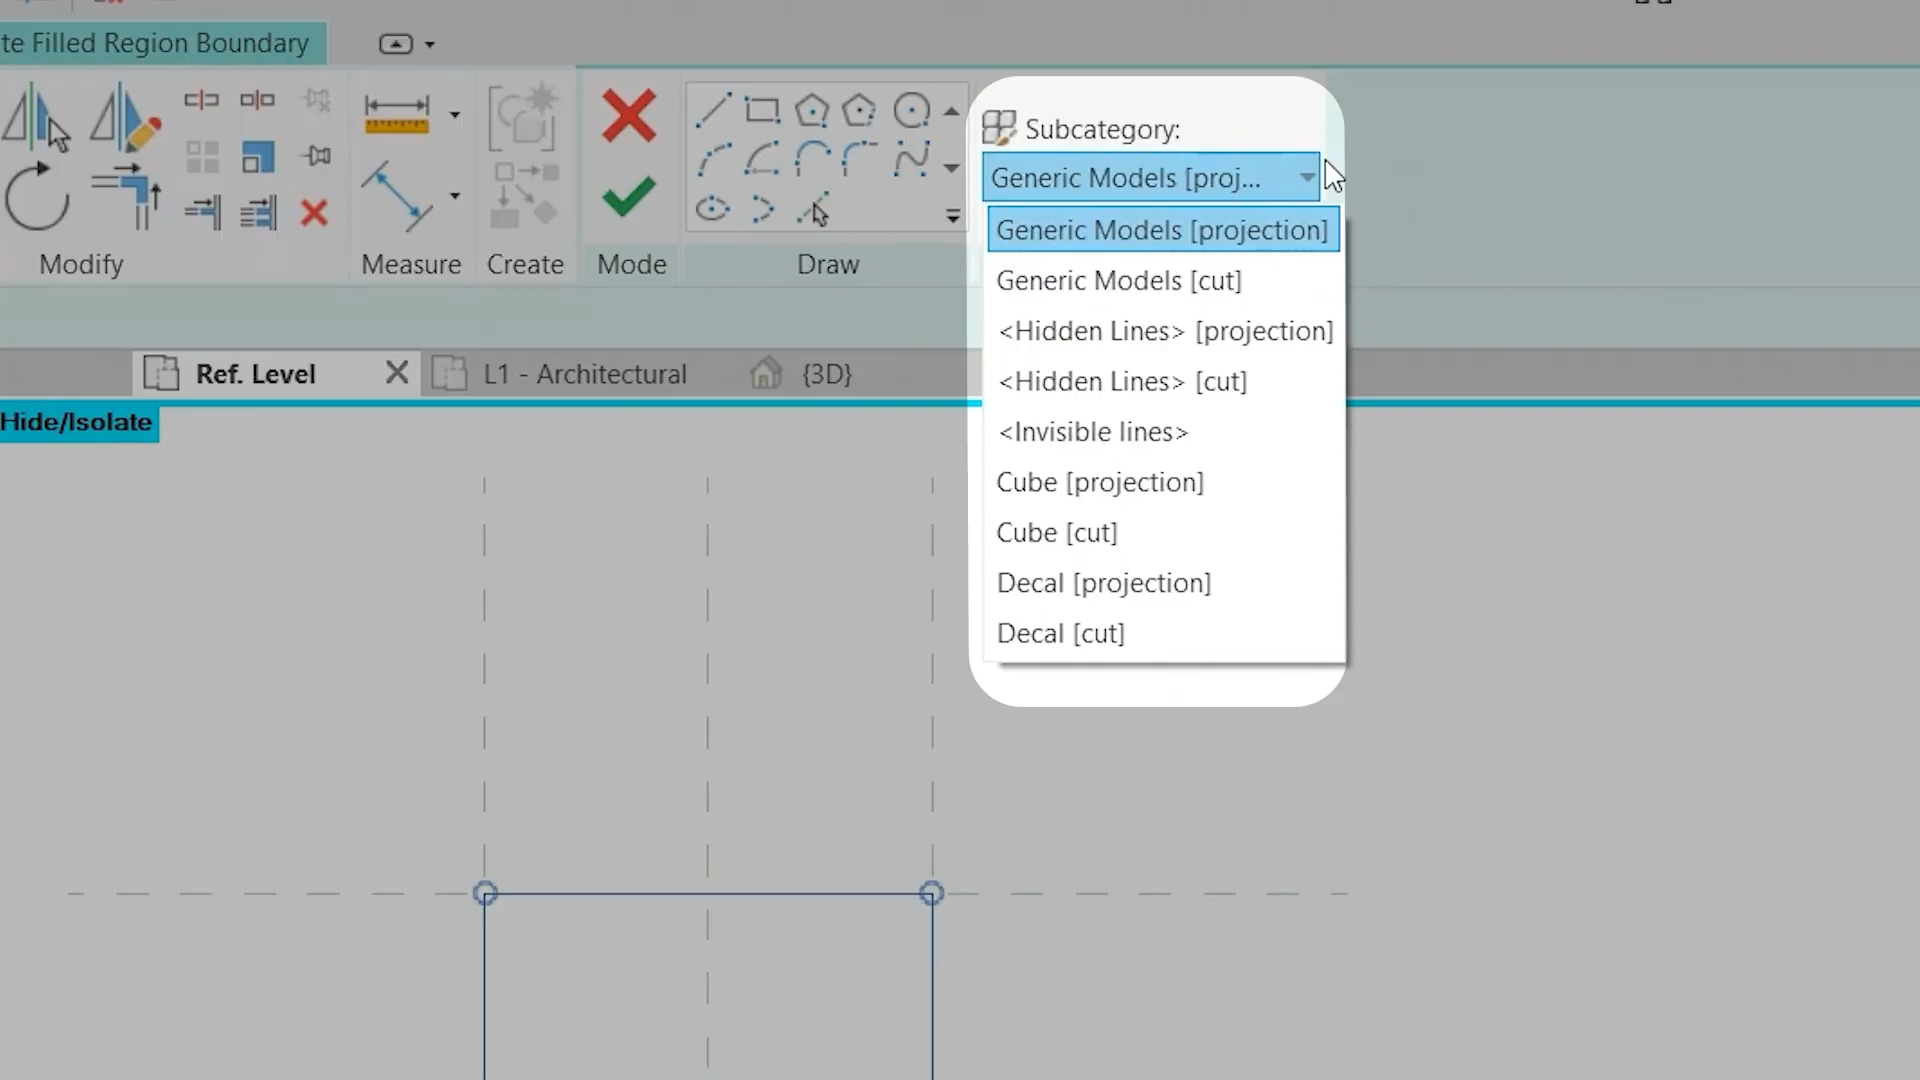 te Filled Region Boundary
Subcategory:
Generic Models [proj...
Generic Models [projection]
Generic Models [cut]
<Hidden Lines> [projection]
<Hidden Lines> [cut]
<Invisible lines>
Cube [projection]
Cube [cut]
Decal [projection]
Decal [cut]
Modify
Measure
Create
Mode
Draw
Ref. Level
L1 - Architectural
{3D}
Hide/Isolate